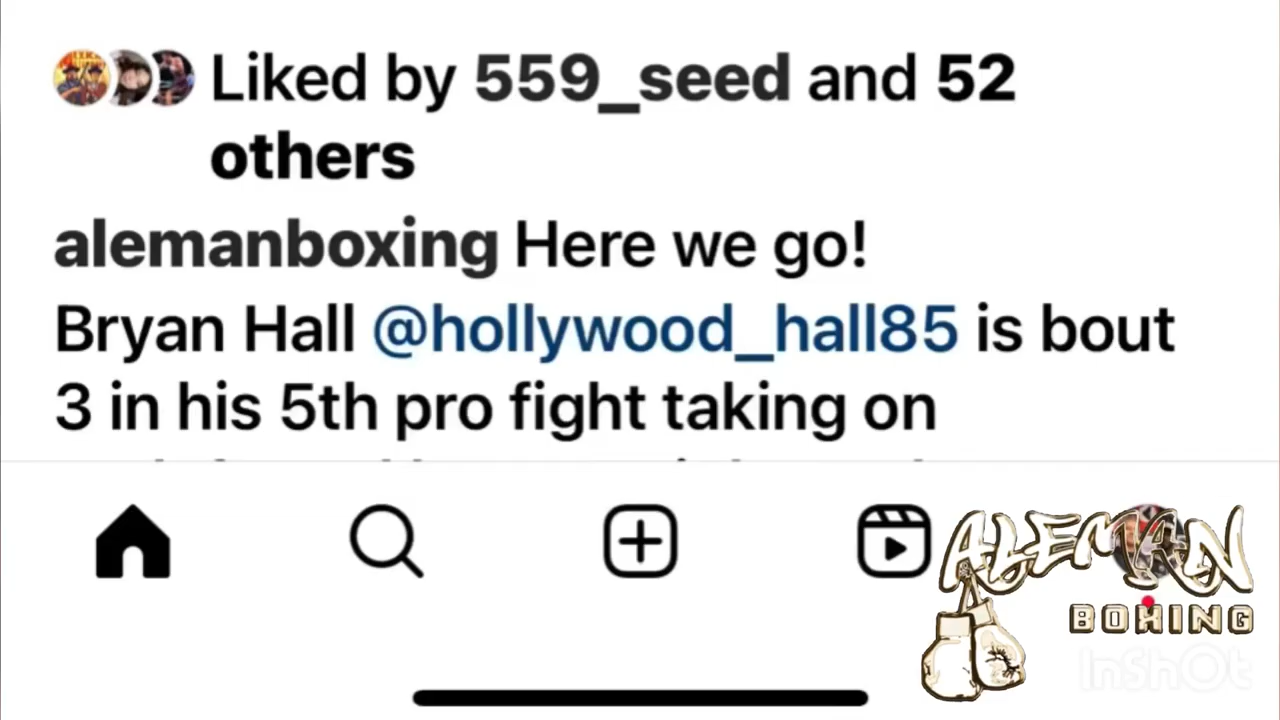 Liked by 559_seed and 52
others
alemanboxing Here we go!
Bryan Hall @hollywood_hall85 is bout
3 in his 5th pro fight taking on
ALEMAN
BOXING
InShOt